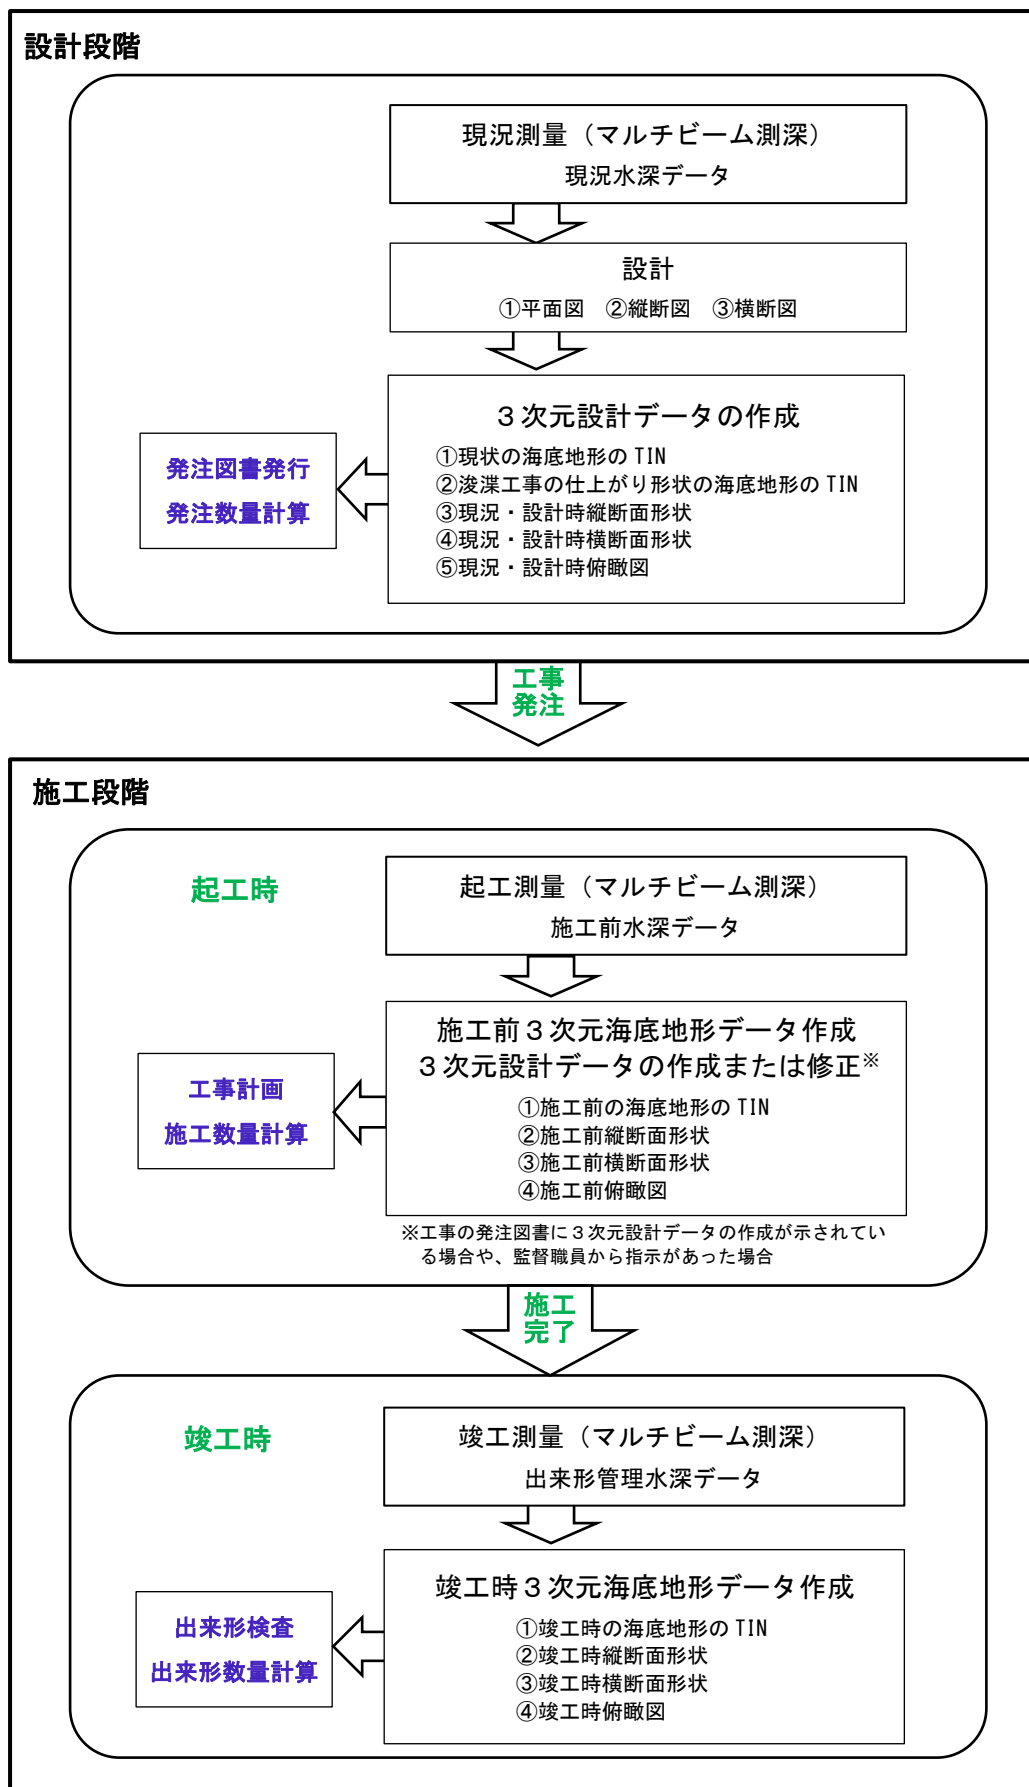 設計段階
現況測量（マルチビーム測深）
現況水深データ
設計
①平面図　②縦断図　③横断図
３次元設計データの作成
①現状の海底地形の TIN
②浚渫工事の仕上がり形状の海底地形の TIN
③現況・設計時縦断面形状
④現況・設計時横断面形状
⑤現況・設計時俯瞰図
発注図書発行
発注数量計算
工事
発注
施工段階
起工時
起工測量（マルチビーム測深）
施工前水深データ
施工前３次元海底地形データ作成
３次元設計データの作成または修正※
①施工前の海底地形の TIN
②施工前縦断面形状
③施工前横断面形状
④施工前俯瞰図
工事計画
施工数量計算
※工事の発注図書に３次元設計データの作成が示されてい
る場合や、監督職員から指示があった場合
施工
完了
竣工時
竣工測量（マルチビーム測深）
出来形管理水深データ
竣工時３次元海底地形データ作成
①竣工時の海底地形の TIN
②竣工時縦断面形状
③竣工時横断面形状
④竣工時俯瞰図
出来形検査
出来形数量計算